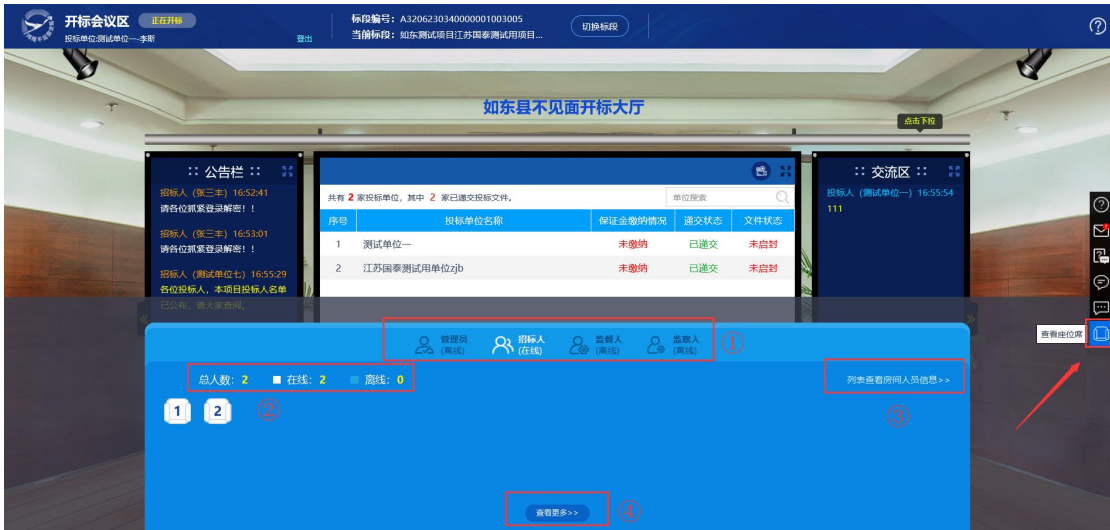 开标会议区 正在开标
投标单位:测试单位一--李斯 登出
标段编号：A3206230340000001003005
当前标段：如东测试项目江苏国泰测试用项目...
切换标段
如东县不见面开标大厅
点击下拉
:: 公告栏 ::
招标人（张三丰）16:52:41
请各位抓紧登录解密！！
招标人（张三丰）16:53:01
请各位抓紧登录解密！！
招标人（测试单位七）16:55:29
各位投标人，本项目投标人名单
已公布，请大家查阅。
共有 2 家投标单位，其中 2 家已递交投标文件。 单位搜索
序号 投标单位名称 保证金缴纳情况 递交状态 文件状态
1 测试单位一 未缴纳 已递交 未启封
2 江苏国泰测试用单位zjb 未缴纳 已递交 未启封
:: 交流区 ::
投标人（测试单位一）16:55:54
111
查看座位席
管理员 招标人 监督人 监察人 ①
(离线) (在线) (离线) (离线)
总人数：2 在线：2 离线：0
列表查看房间人员信息>>
1 2 ② ③
查看更多>> ④